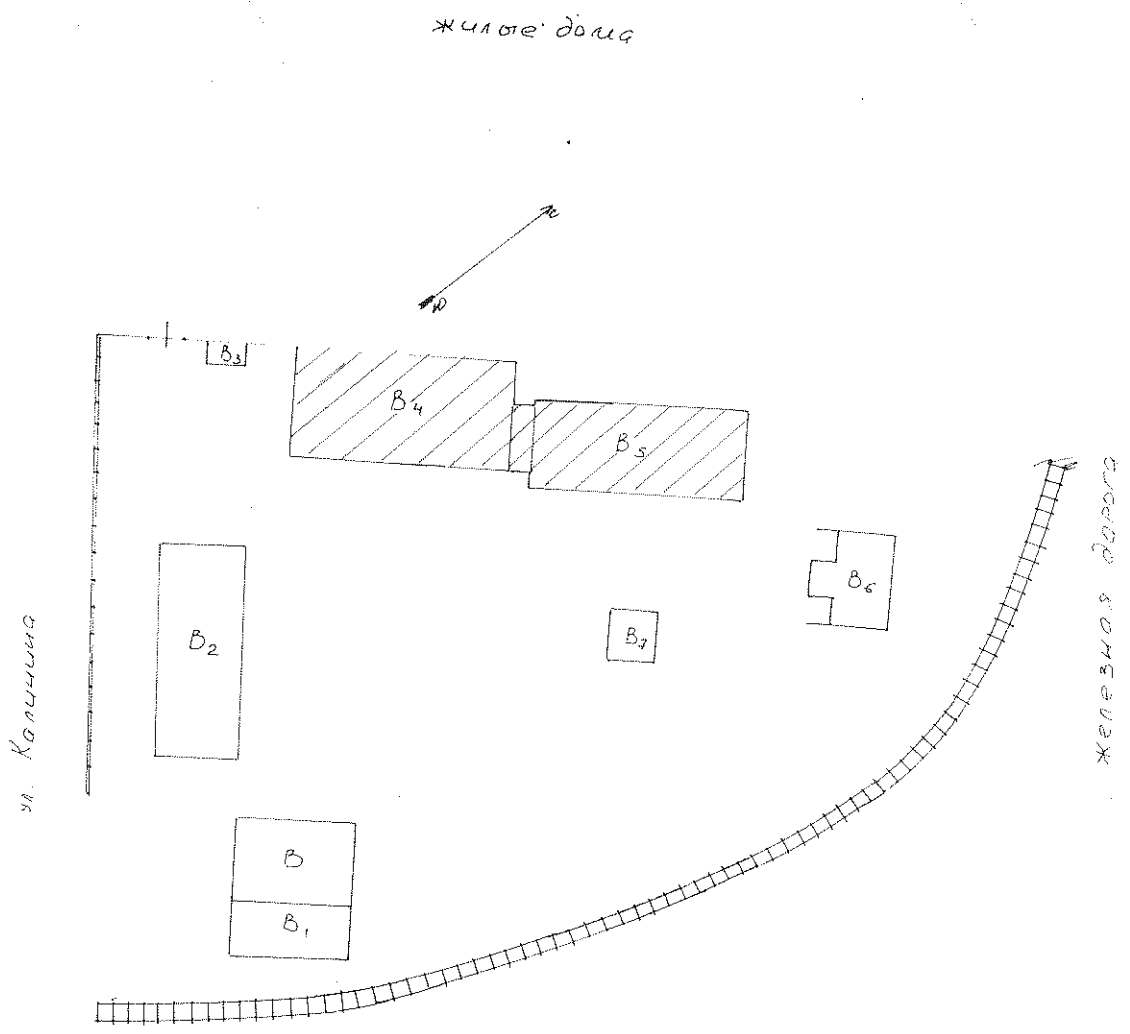 жилые дома
С
Ю
В3
В4
В5
В6
В2
В7
ул. Калинина
железная дорога
В
В1